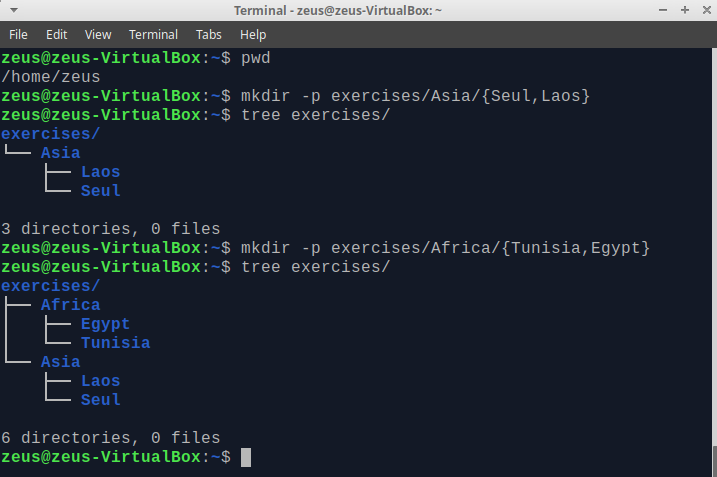 Terminal - zeus@zeus-VirtualBox: ~
File Edit View Terminal Tabs Help
zeus@zeus-VirtualBox:~$ pwd
/home/zeus
zeus@zeus-VirtualBox:~$ mkdir -p exercises/Asia/{Seul,Laos}
zeus@zeus-VirtualBox:~$ tree exercises/
exercises/
└── Asia
    ├── Laos
    └── Seul

3 directories, 0 files
zeus@zeus-VirtualBox:~$ mkdir -p exercises/Africa/{Tunisia,Egypt}
zeus@zeus-VirtualBox:~$ tree exercises/
exercises/
├── Africa
│   ├── Egypt
│   └── Tunisia
└── Asia
    ├── Laos
    └── Seul

6 directories, 0 files
zeus@zeus-VirtualBox:~$